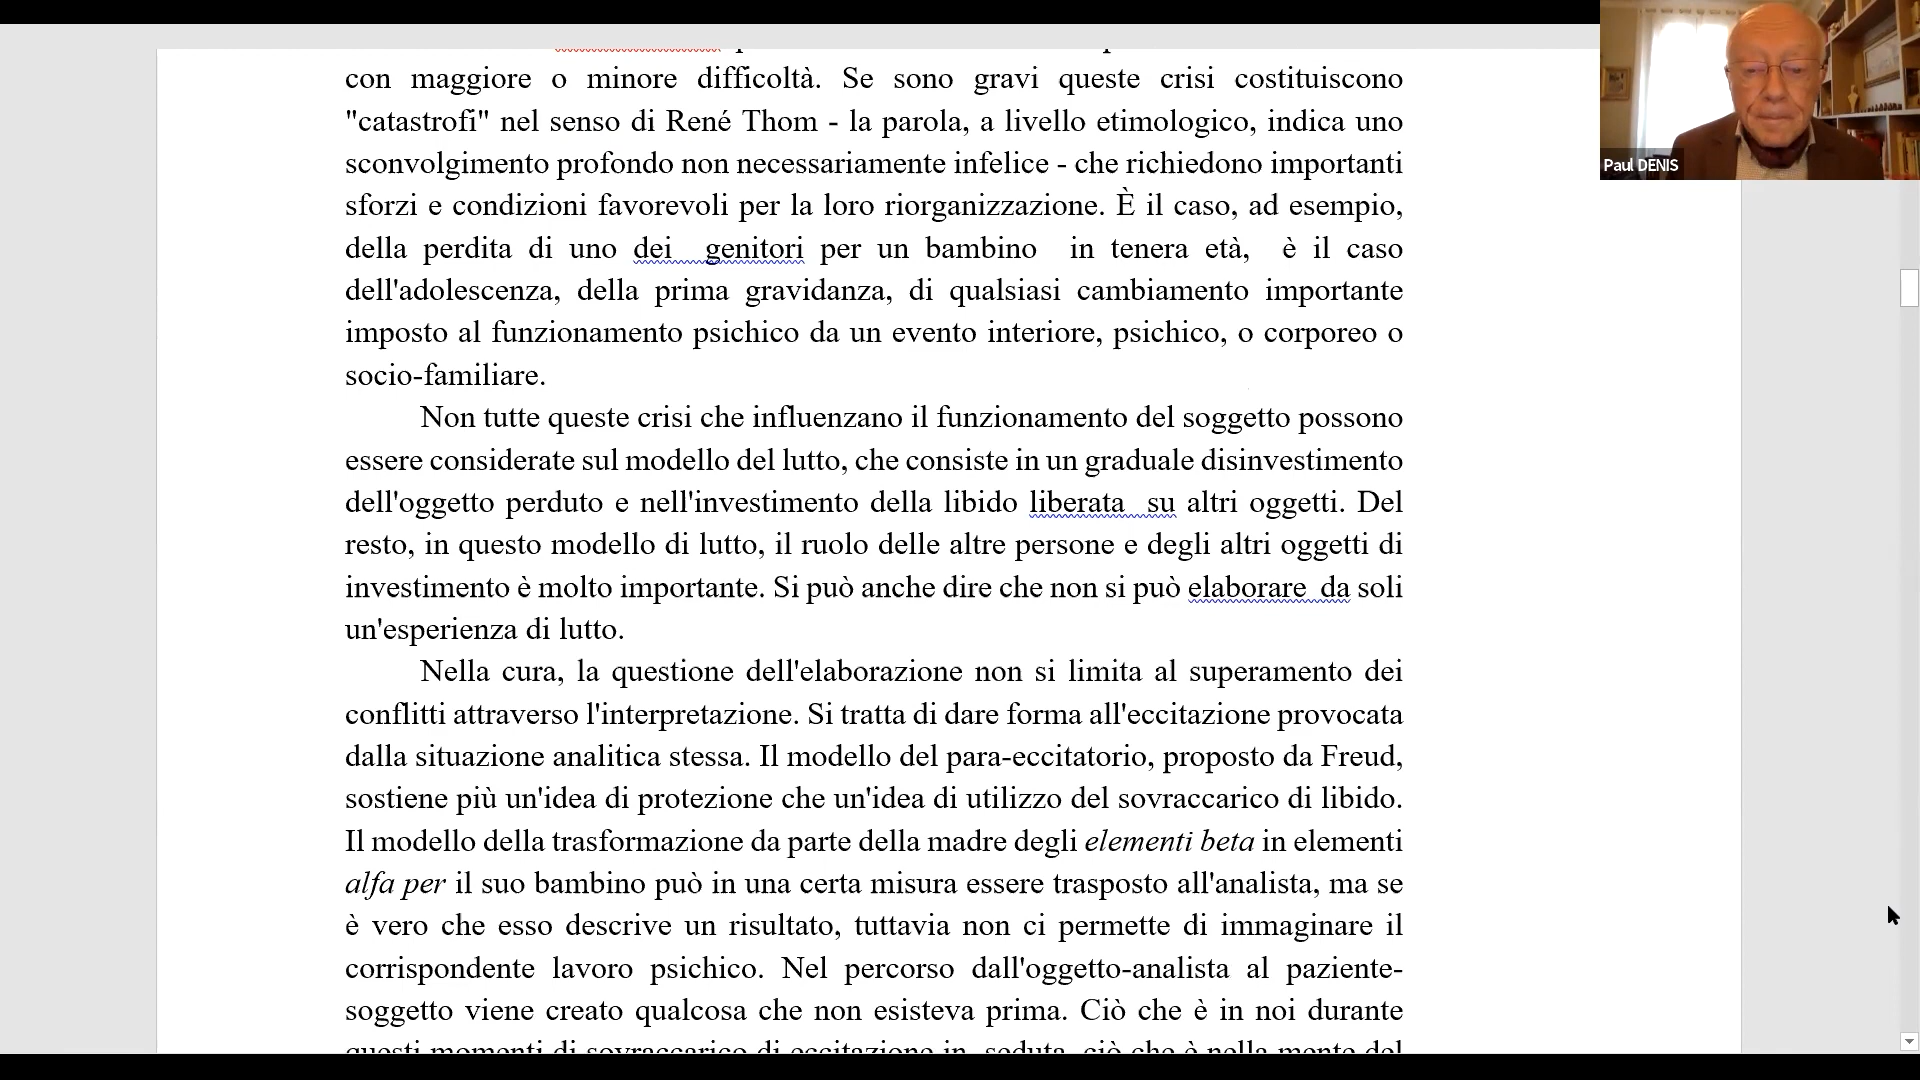 con maggiore o minore difficoltà. Se sono gravi queste crisi costituiscono
"catastrofi" nel senso di René Thom - la parola, a livello etimologico, indica uno
sconvolgimento profondo non necessariamente infelice - che richiedono importanti
sforzi e condizioni favorevoli per la loro riorganizzazione. È il caso, ad esempio,
della perdita di uno dei genitori per un bambino in tenera età, è il caso
dell'adolescenza, della prima gravidanza, di qualsiasi cambiamento importante
imposto al funzionamento psichico da un evento interiore, psichico, o corporeo o
socio-familiare.
Non tutte queste crisi che influenzano il funzionamento del soggetto possono
essere considerate sul modello del lutto, che consiste in un graduale disinvestimento
dell'oggetto perduto e nell'investimento della libido liberata su altri oggetti. Del
resto, in questo modello di lutto, il ruolo delle altre persone e degli altri oggetti di
investimento è molto importante. Si può anche dire che non si può elaborare da soli
un'esperienza di lutto.
Nella cura, la questione dell'elaborazione non si limita al superamento dei
conflitti attraverso l'interpretazione. Si tratta di dare forma all'eccitazione provocata
dalla situazione analitica stessa. Il modello del para-eccitatorio, proposto da Freud,
sostiene più un'idea di protezione che un'idea di utilizzo del sovraccarico di libido.
Il modello della trasformazione da parte della madre degli elementi beta in elementi
alfa per il suo bambino può in una certa misura essere trasposto all'analista, ma se
è vero che esso descrive un risultato, tuttavia non ci permette di immaginare il
corrispondente lavoro psichico. Nel percorso dall'oggetto-analista al paziente-
soggetto viene creato qualcosa che non esisteva prima. Ciò che è in noi durante
questi momenti di sovraccarico di eccitazione in seduta, ciò che è nella mente del
Paul DENIS